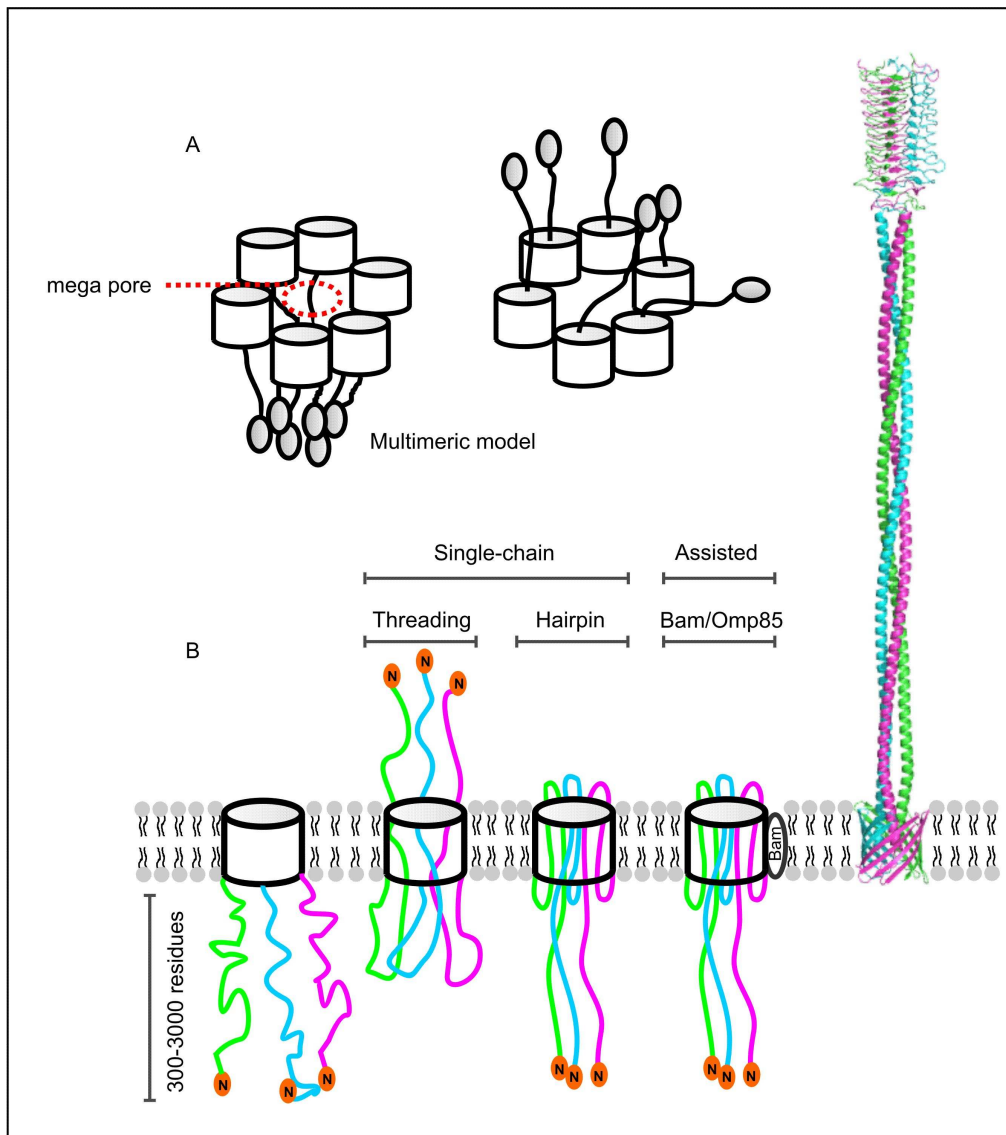 A
mega pore
Multimeric model
Single-chain
Assisted
Threading
Hairpin
Bam/Omp85
B
N
N
N
Bam
300-3000 residues
N
N
N
N
N
N
N
N
N